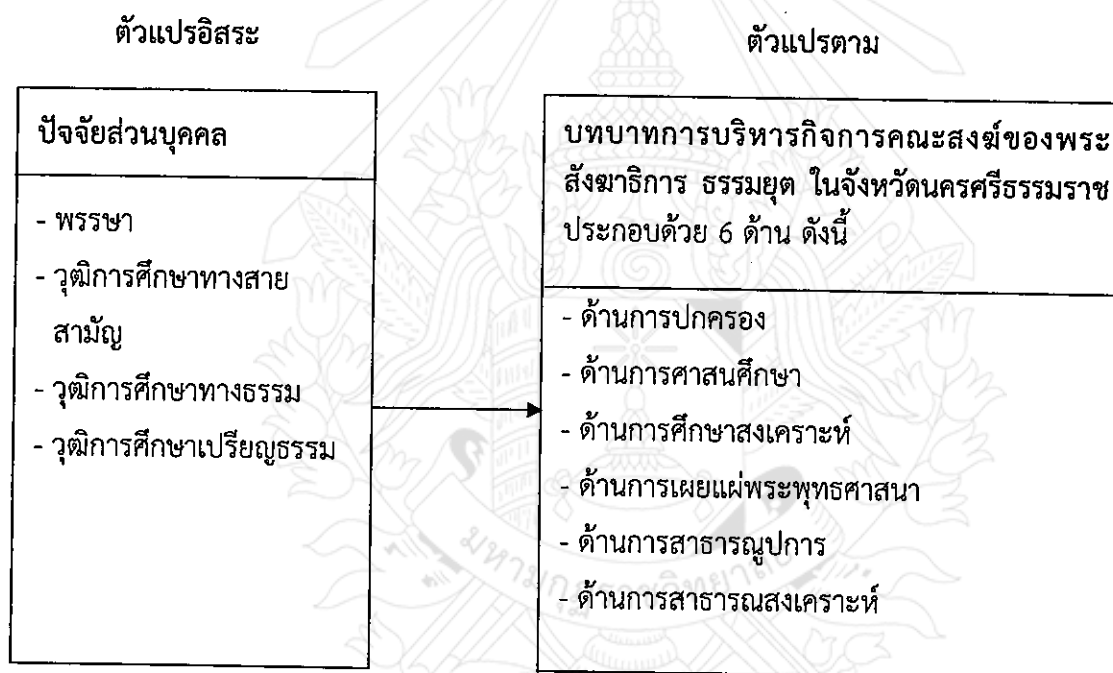 ตัวแปรอิสระ
ตัวแปรตาม
ปัจจัยส่วนบุคคล
- พรรษา
- วุฒิการศึกษาทางสาย
สามัญ
- วุฒิการศึกษาทางธรรม
- วุฒิการศึกษาเปรียญธรรม
บทบาทการบริหารกิจการคณะสงฆ์ของพระ
สังฆาธิการ ธรรมยุต ในจังหวัดนครศรีธรรมราช
ประกอบด้วย 6 ด้าน ดังนี้
- ด้านการปกครอง
- ด้านการศาสนศึกษา
- ด้านการศึกษาสงเคราะห์
- ด้านการเผยแผ่พระพุทธศาสนา
- ด้านการสาธารณูปการ
- ด้านการสาธารณสงเคราะห์